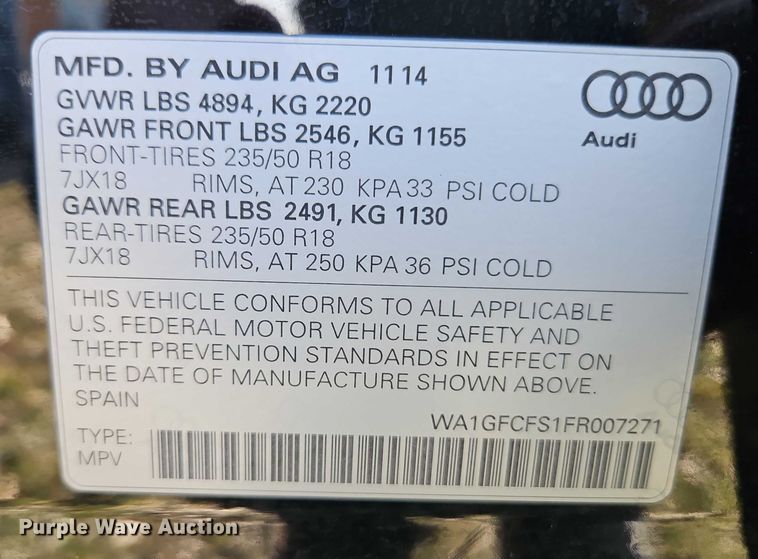 MFD. BY AUDI AG 11 14
GVWR LBS 4894, KG 2220
GAWR FRONT LBS 2546, KG 1155
FRONT-TIRES 235/50 R18
7JX18 RIMS, AT 230 KPA 33 PSI COLD
GAWR REAR LBS 2491, KG 1130
REAR-TIRES 235/50 R18
7JX18 RIMS, AT 250 KPA 36 PSI COLD
Audi
THIS VEHICLE CONFORMS TO ALL APPLICABLE
U.S. FEDERAL MOTOR VEHICLE SAFETY AND
THEFT PREVENTION STANDARDS IN EFFECT ON
THE DATE OF MANUFACTURE SHOWN ABOVE.
SPAIN
WA1GFCFS1FR007271
TYPE:
MPV
Purple Wave Auction